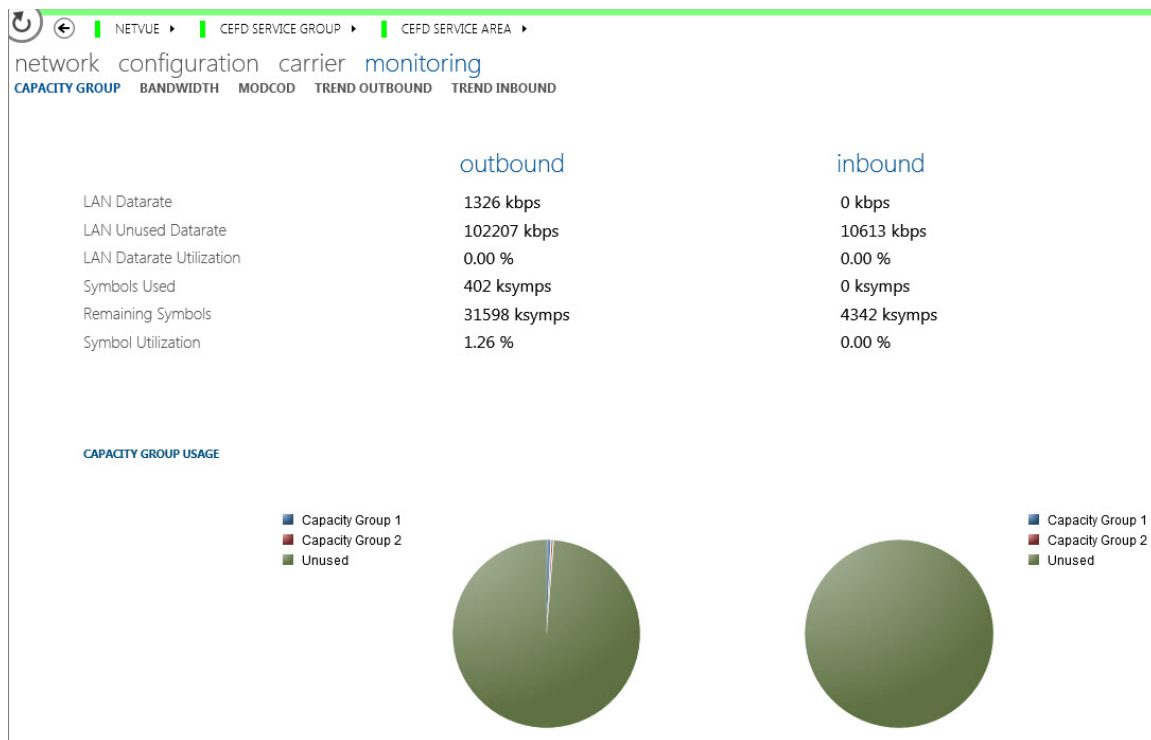 NETVUE CEFD SERVICE GROUP CEFD SERVICE AREA
network configuration carrier monitoring
CAPACITY GROUP BANDWIDTH MODCOD TREND OUTBOUND TREND INBOUND
outbound inbound
LAN Datarate 1326 kbps 0 kbps
LAN Unused Datarate 102207 kbps 10613 kbps
LAN Datarate Utilization 0.00 % 0.00 %
Symbols Used 402 ksymps 0 ksymps
Remaining Symbols 31598 ksymps 4342 ksymps
Symbol Utilization 1.26 % 0.00 %
CAPACITY GROUP USAGE
Capacity Group 1 Capacity Group 1
Capacity Group 2 Capacity Group 2
Unused Unused